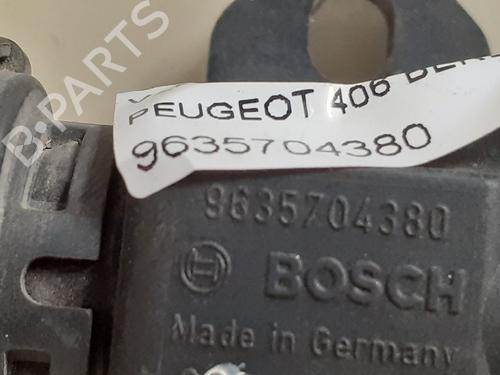 B-PARTS
PEUGEOT 406
9635704380
9635704380
BOSCH
Made in Germany